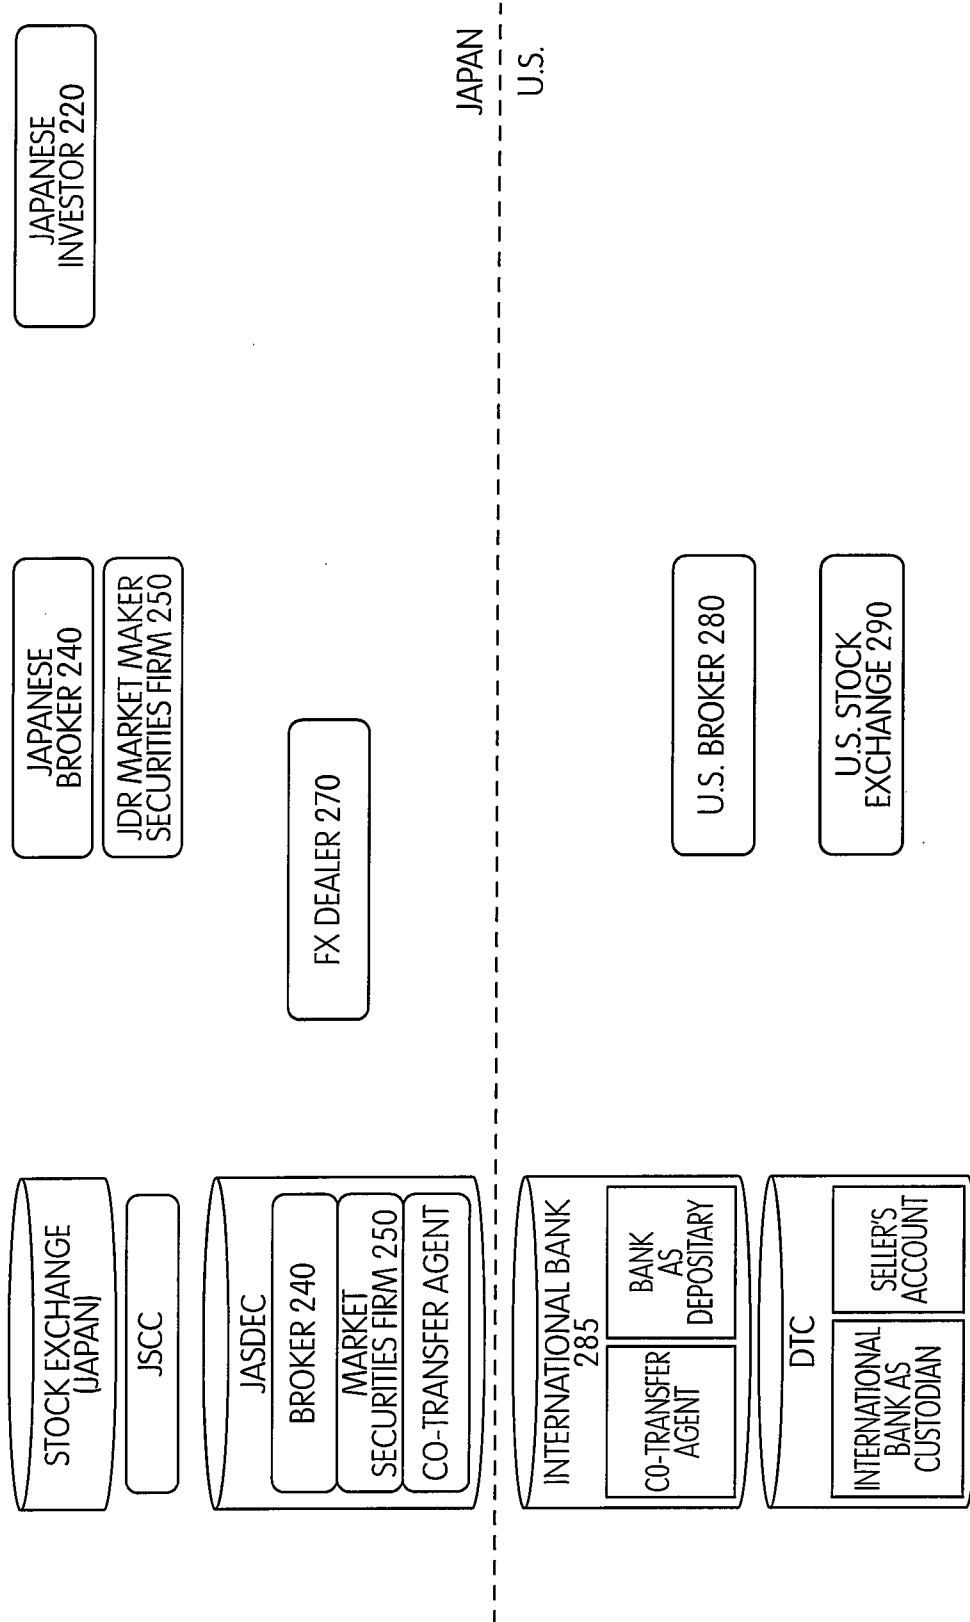 STOCK EXCHANGE
(JAPAN)
JSCC
JASDEC
BROKER 240
MARKET
SECURITIES FIRM 250
CO-TRANSFER AGENT
JAPANESE
BROKER 240
JDR MARKET MAKER
SECURITIES FIRM 250
FX DEALER 270
JAPANESE
INVESTOR 220
JAPAN
U.S.
INTERNATIONAL BANK
285
CO-TRANSFER
AGENT
BANK
AS
DEPOSITARY
DTC
INTERNATIONAL
BANK AS
CUSTODIAN
SELLER'S
ACCOUNT
U.S. BROKER 280
U.S. STOCK
EXCHANGE 290